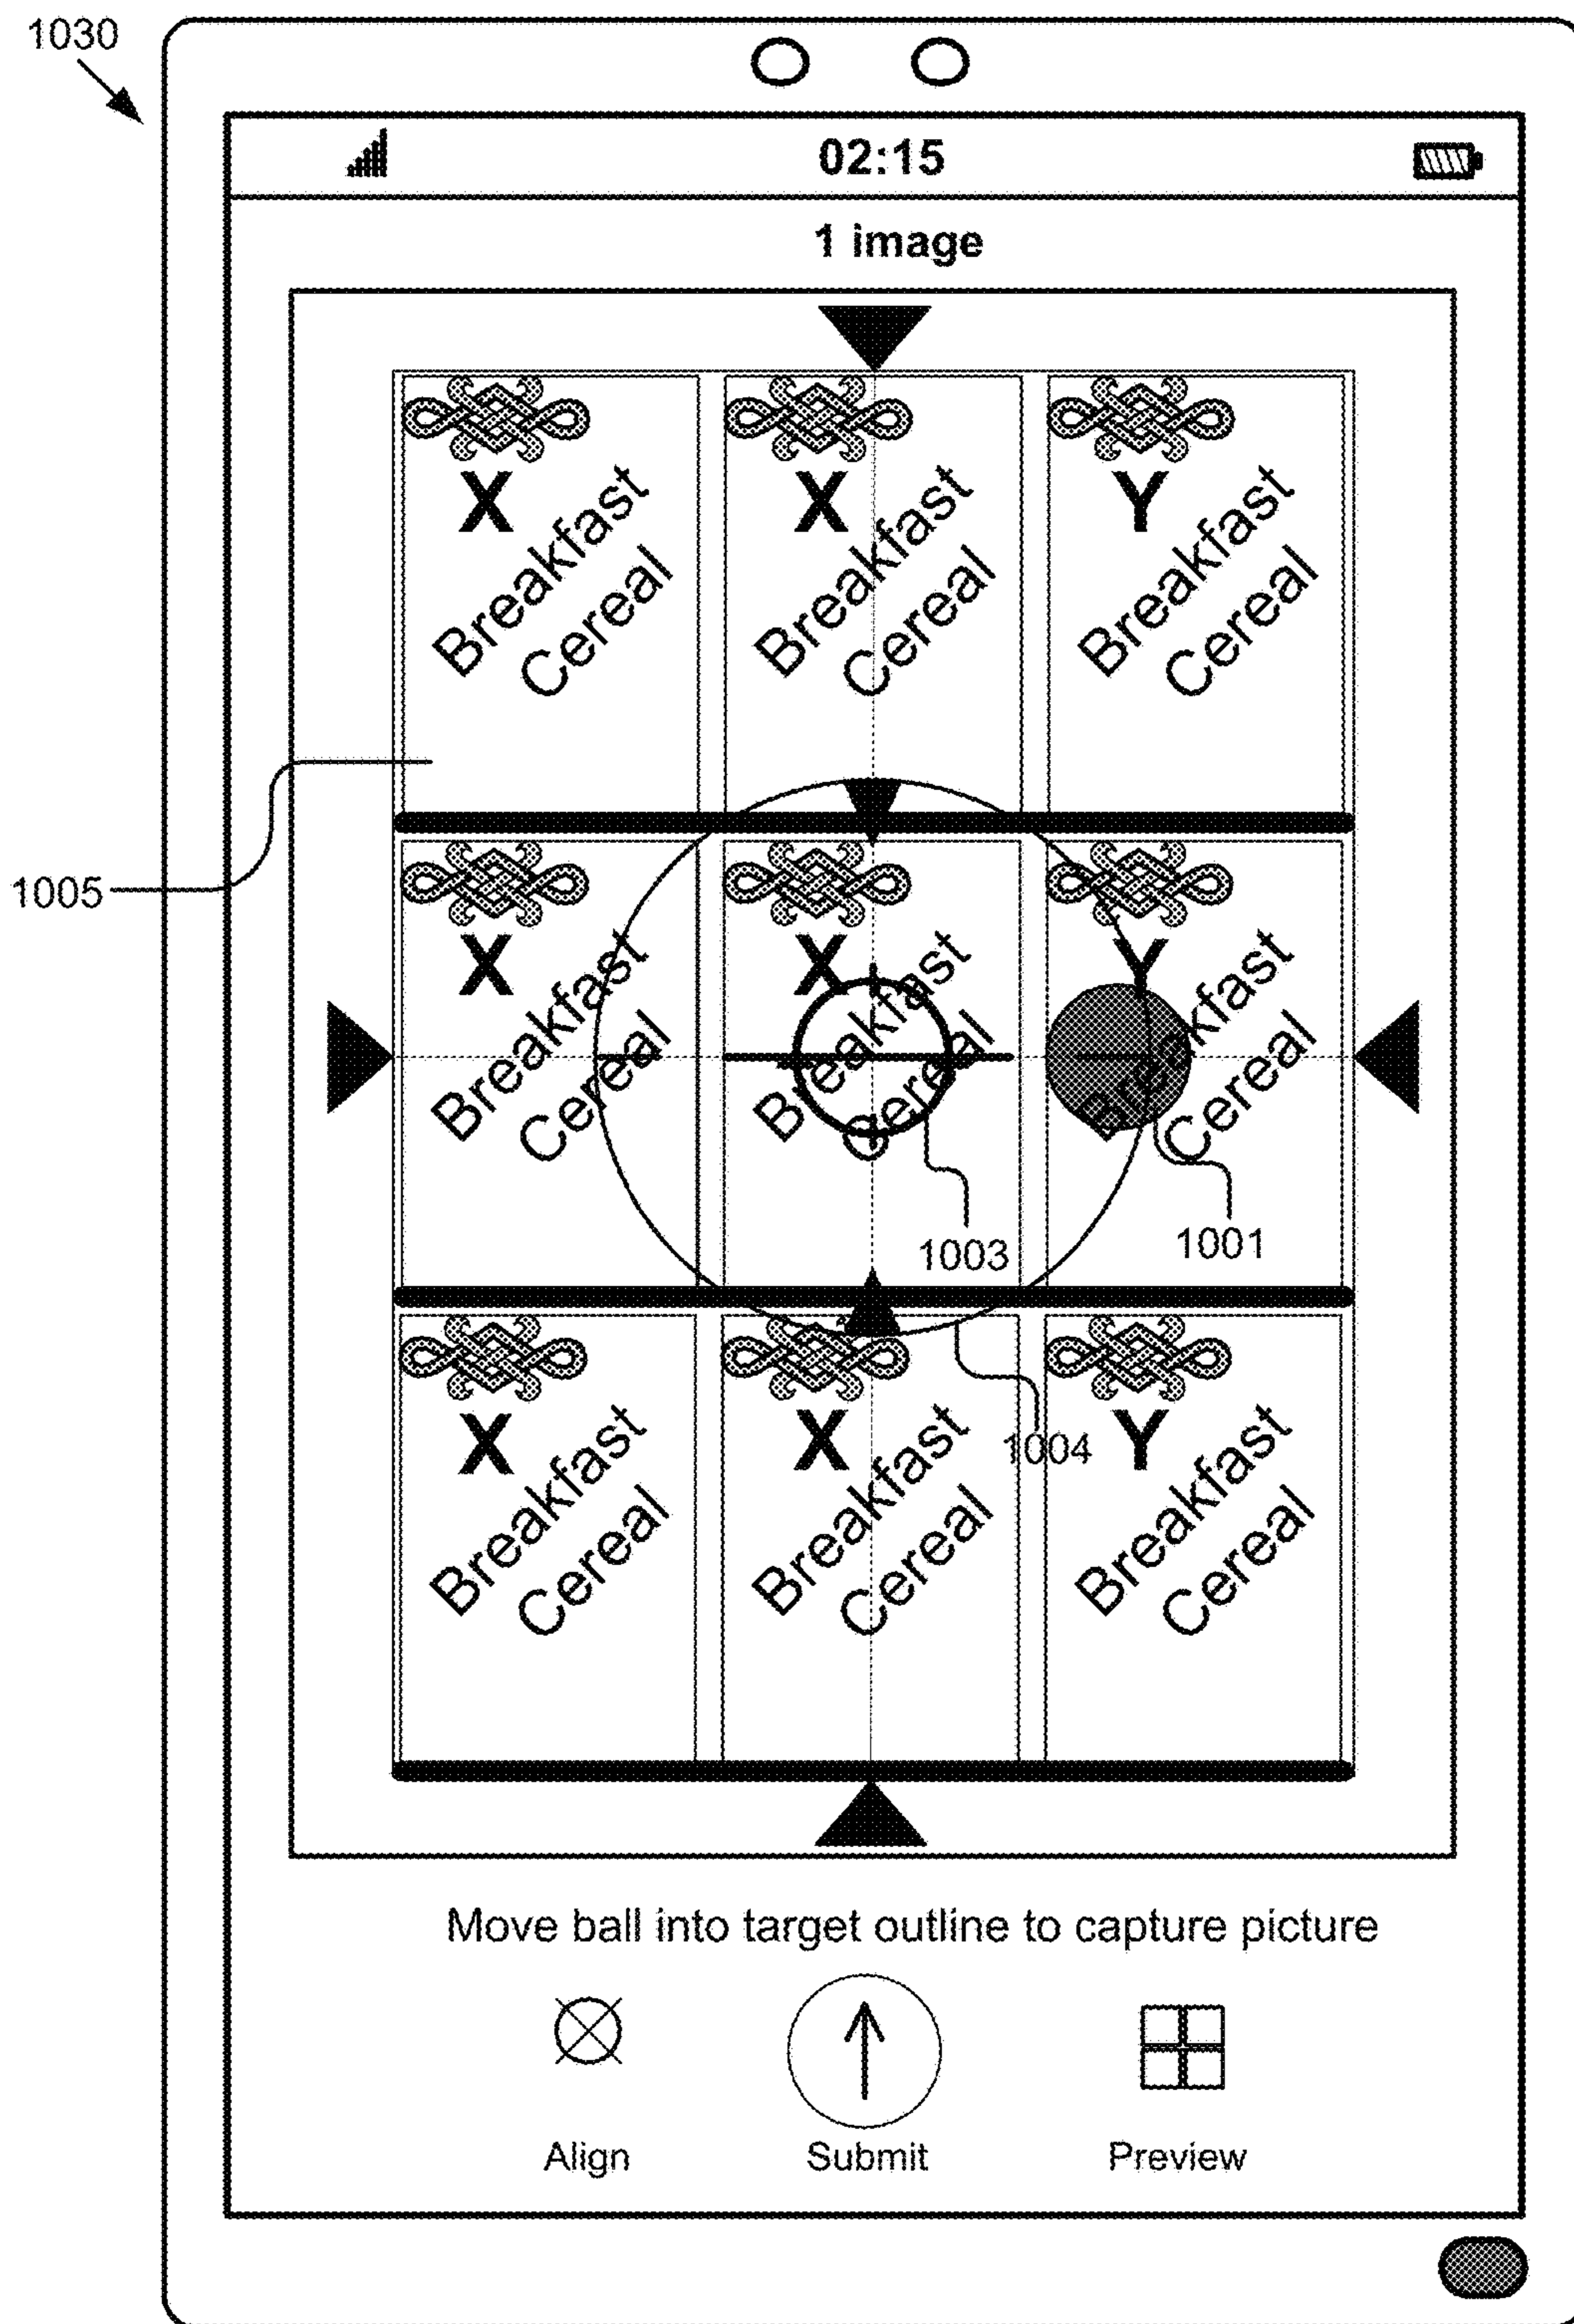 1030
02:15
1 image
X
Breakfast
Cereal
X
Breakfast
Cereal
Y
Breakfast
Cereal
1005
X
Breakfast
Cereal
X
Breakfast
Cereal
Y
Breakfast
Cereal
1003
1001
X
Breakfast
Cereal
X
Breakfast
Cereal
1004
Y
Breakfast
Cereal
Move ball into target outline to capture picture
Align
Submit
Preview